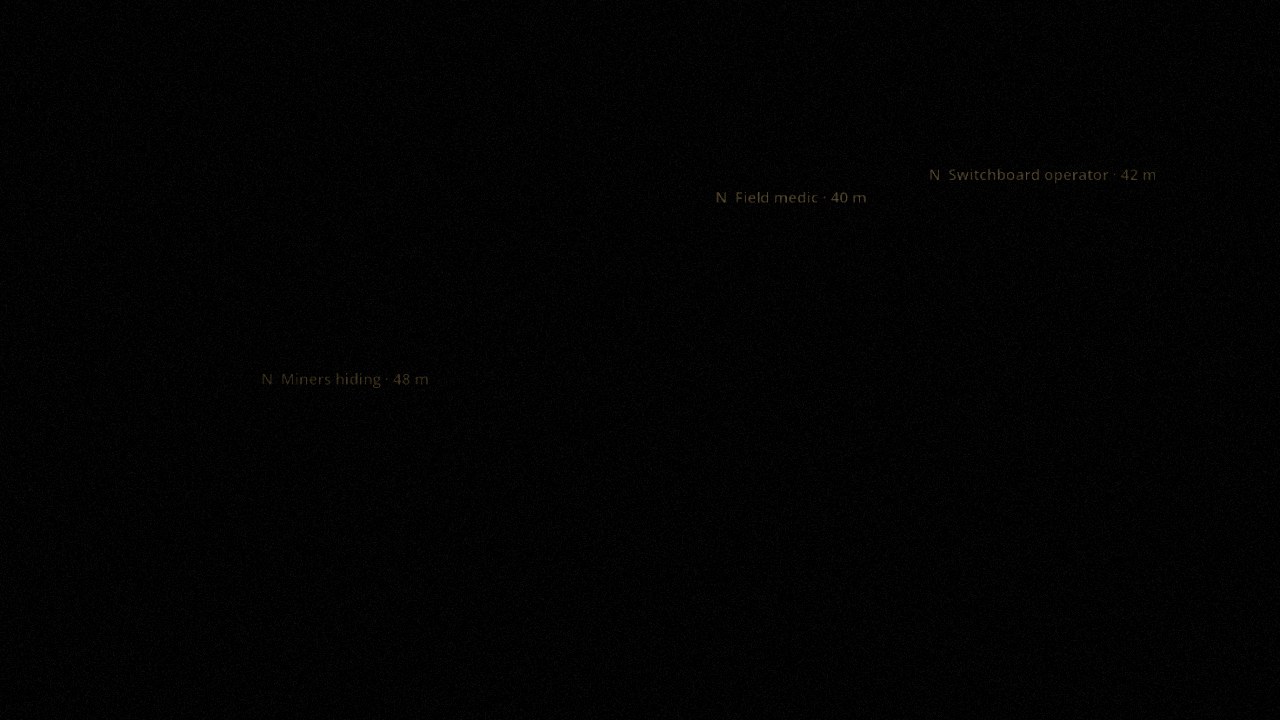 N Switchboard operator · 42 m
N Field medic · 40 m
N Miners hiding · 48 m